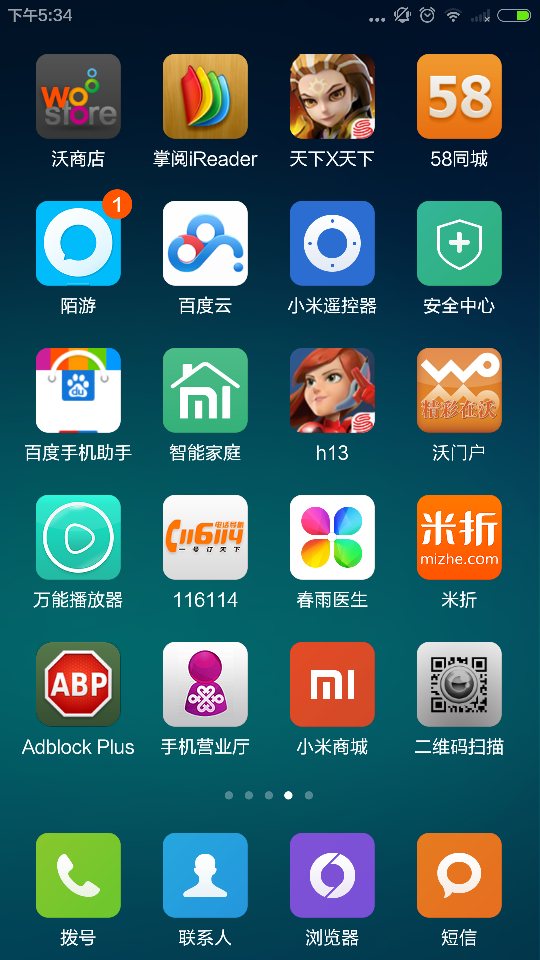 下午5:34
WO
store
58
沃商店
掌阅iReader
天下X天下
58同城
1
陌游
百度云
小米遥控器
安全中心
du
精彩在沃
百度手机助手
智能家庭
h13
沃门户
电话导航
116114
一号订天下
米折
mizhe.com
万能播放器
116114
春雨医生
米折
ABP
Adblock Plus
手机营业厅
小米商城
二维码扫描
拨号
联系人
浏览器
短信